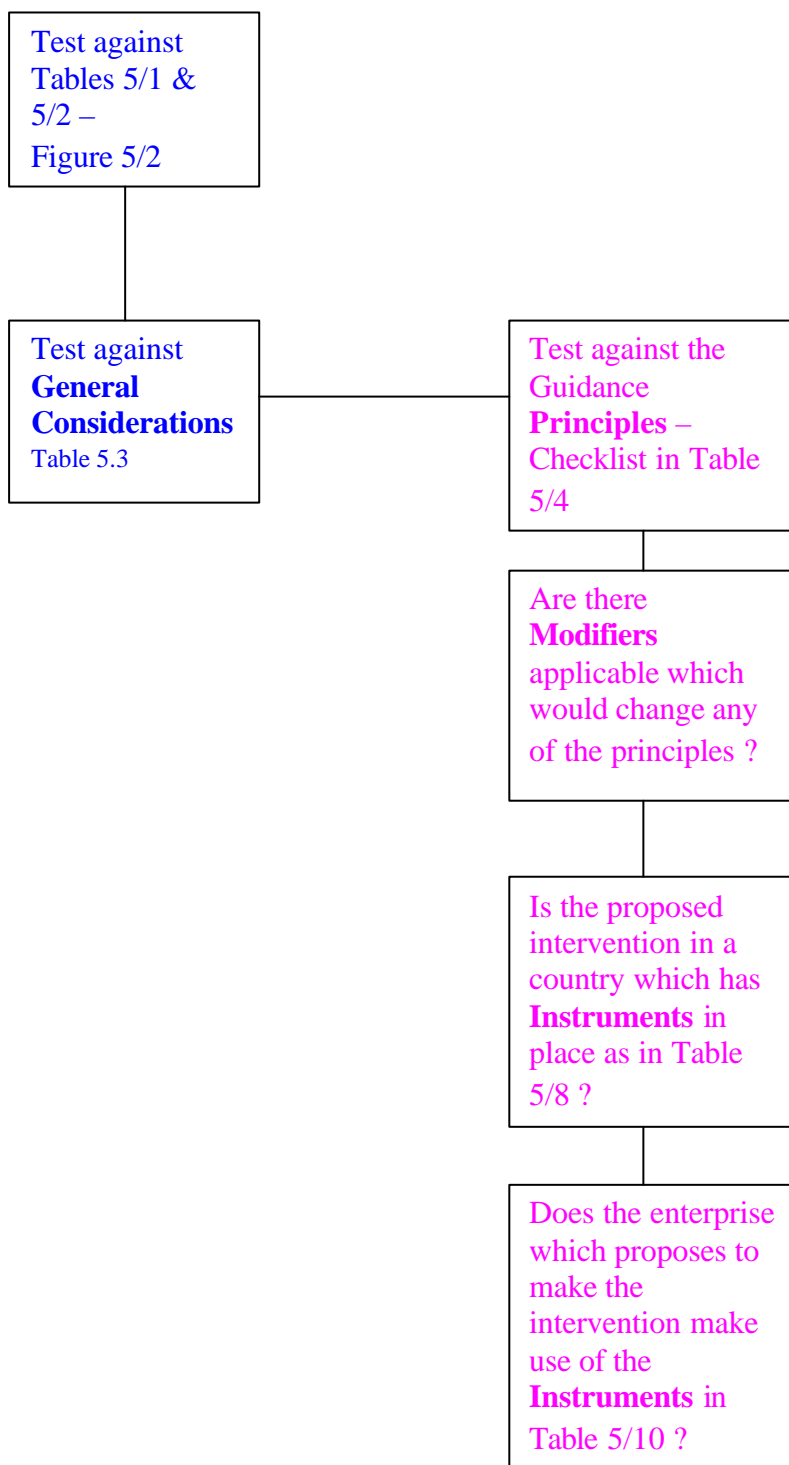 Test against
Tables 5/1 &
5/2 –
Figure 5/2
Test against
General
Considerations
Table 5.3
Test against the
Guidance
Principles –
Checklist in Table
5/4
Are there
Modifiers
applicable which
would change any
of the principles ?
Is the proposed
intervention in a
country which has
Instruments in
place as in Table
5/8 ?
Does the enterprise
which proposes to
make the
intervention make
use of the
Instruments in
Table 5/10 ?